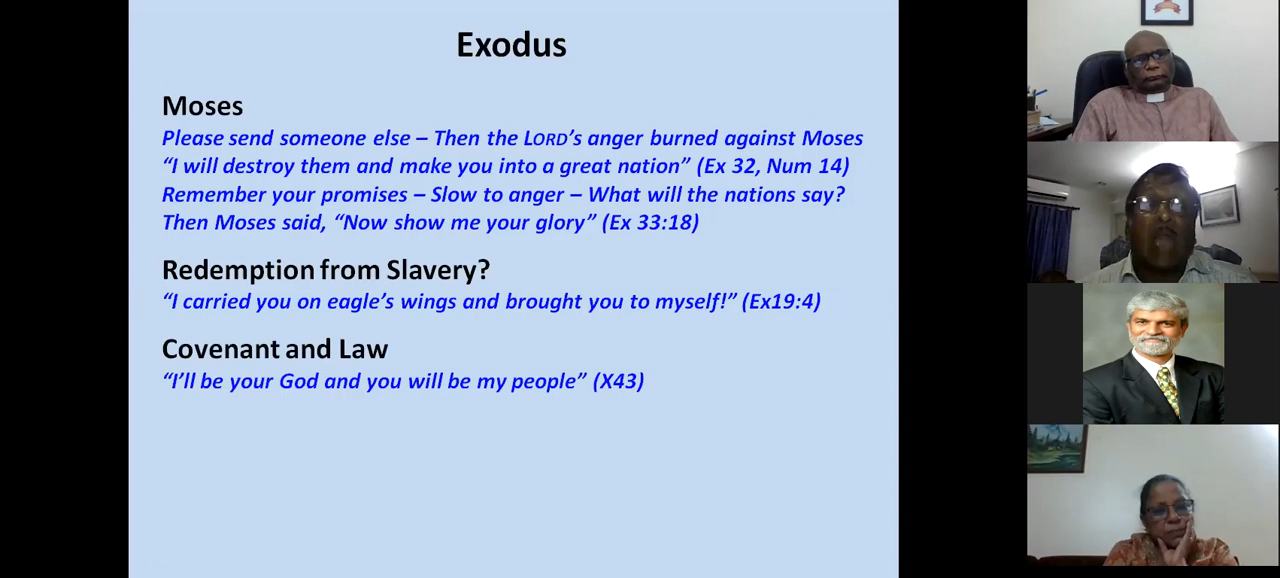 Exodus
Moses
Please send someone else – Then the LORD’s anger burned against Moses
“I will destroy them and make you into a great nation” (Ex 32, Num 14)
Remember your promises – Slow to anger – What will the nations say?
Then Moses said, “Now show me your glory” (Ex 33:18)
Redemption from Slavery?
“I carried you on eagle’s wings and brought you to myself!” (Ex19:4)
Covenant and Law
“I’ll be your God and you will be my people” (X43)